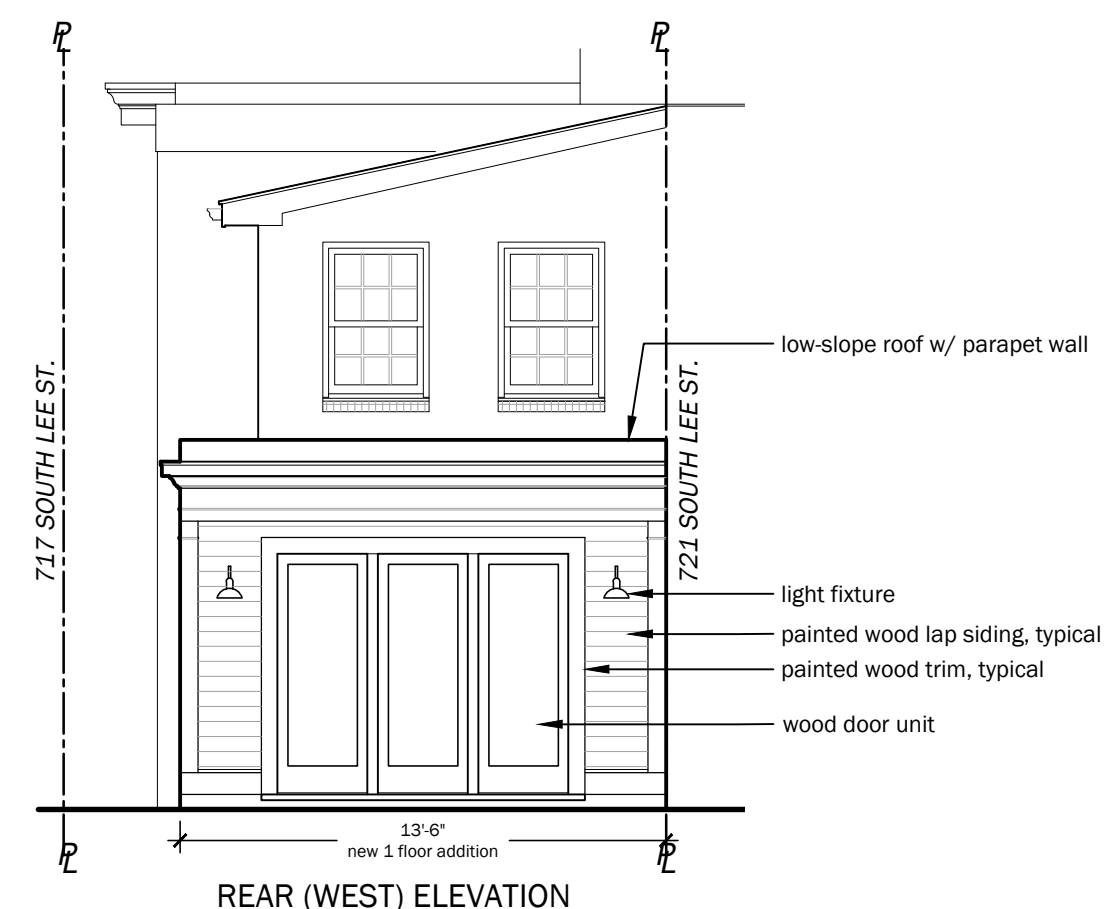 PL
PL
low-slope roof w/ parapet wall
717 SOUTH LEE ST.
721 SOUTH LEE ST.
light fixture
painted wood lap siding, typical
painted wood trim, typical
wood door unit
13'-6"
new 1 floor addition
PL
PL
REAR (WEST) ELEVATION